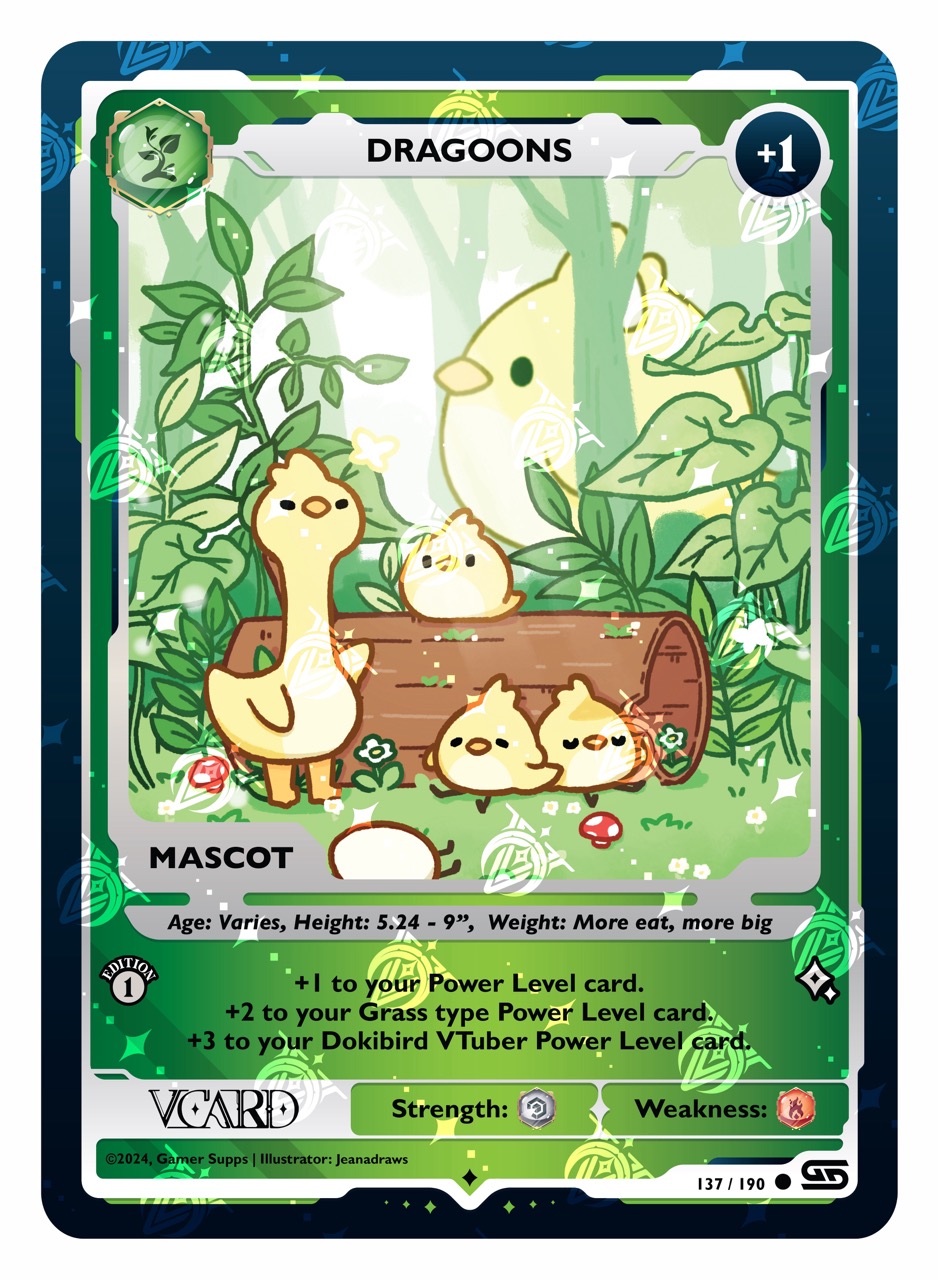 DRAGOONS
+1
MASCOT
Age: Varies, Height: 5.24 - 9”, Weight: More eat, more big
EDITION
1
+1 to your Power Level card.
+2 to your Grass type Power Level card.
+3 to your Dokibird VTuber Power Level card.
VCARD
Strength:
Weakness:
©2024, Gamer Supps | Illustrator: Jeanadraws
137 / 190